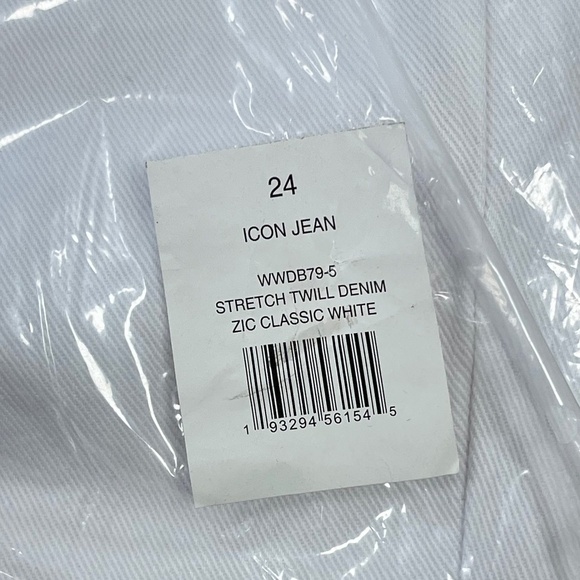 24
ICON JEAN
WWDB79-5
STRETCH TWILL DENIM
ZIC CLASSIC WHITE
1 93294 56154 5